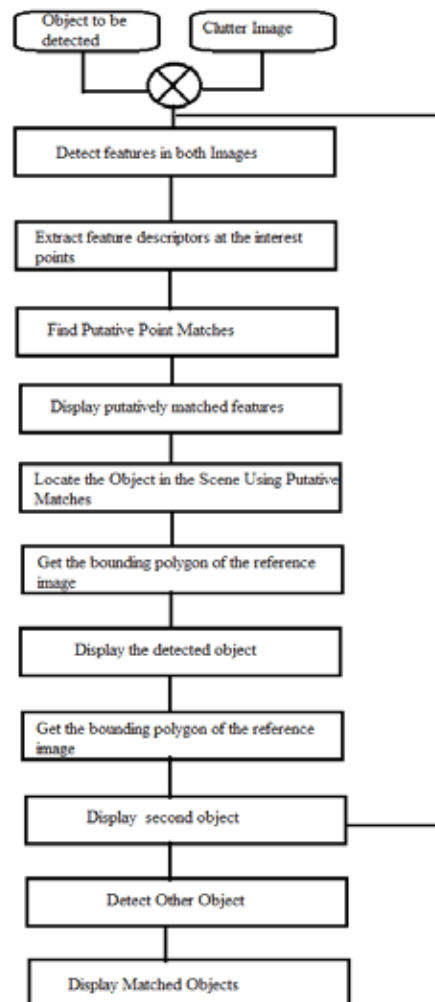 Object to be
detected
Clutter Image
Detect features in both Images
Extract feature descriptors at the interest
points
Find Putative Point Matches
Display putatively matched features
Locate the Object in the Scene Using Putative
Matches
Get the bounding polygon of the reference
image
Display the detected object
Get the bounding polygon of the reference
image
Display second object
Detect Other Object
Display Matched Objects